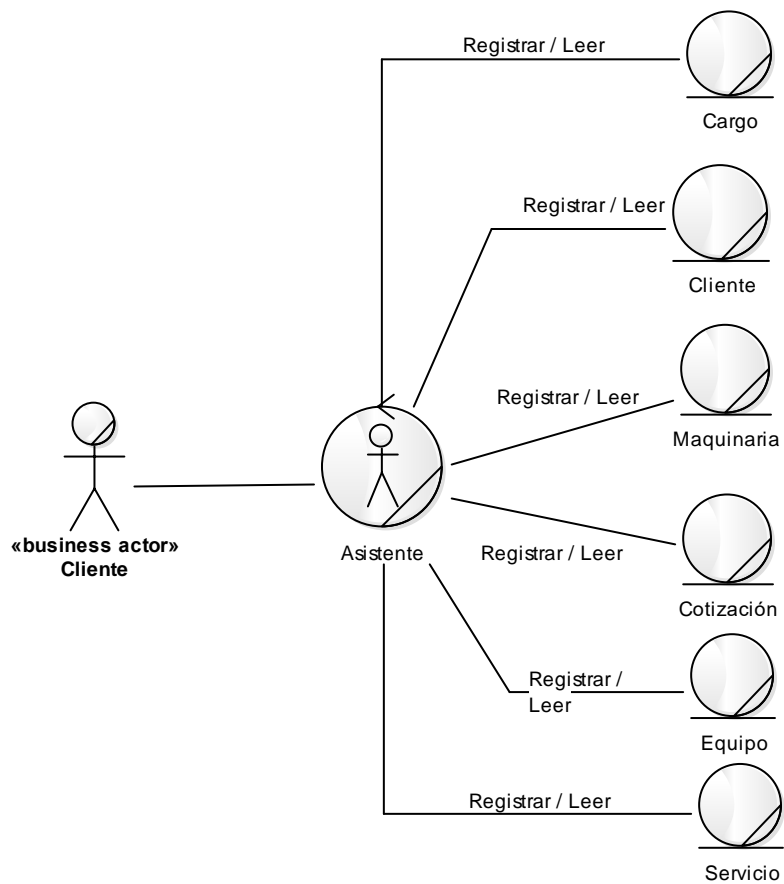 Registrar / Leer
Cargo
Registrar / Leer
Cliente
Registrar / Leer
Maquinaria
«business actor»
Cliente
Asistente
Registrar / Leer
Cotización
Registrar /
Leer
Equipo
Registrar / Leer
Servicio